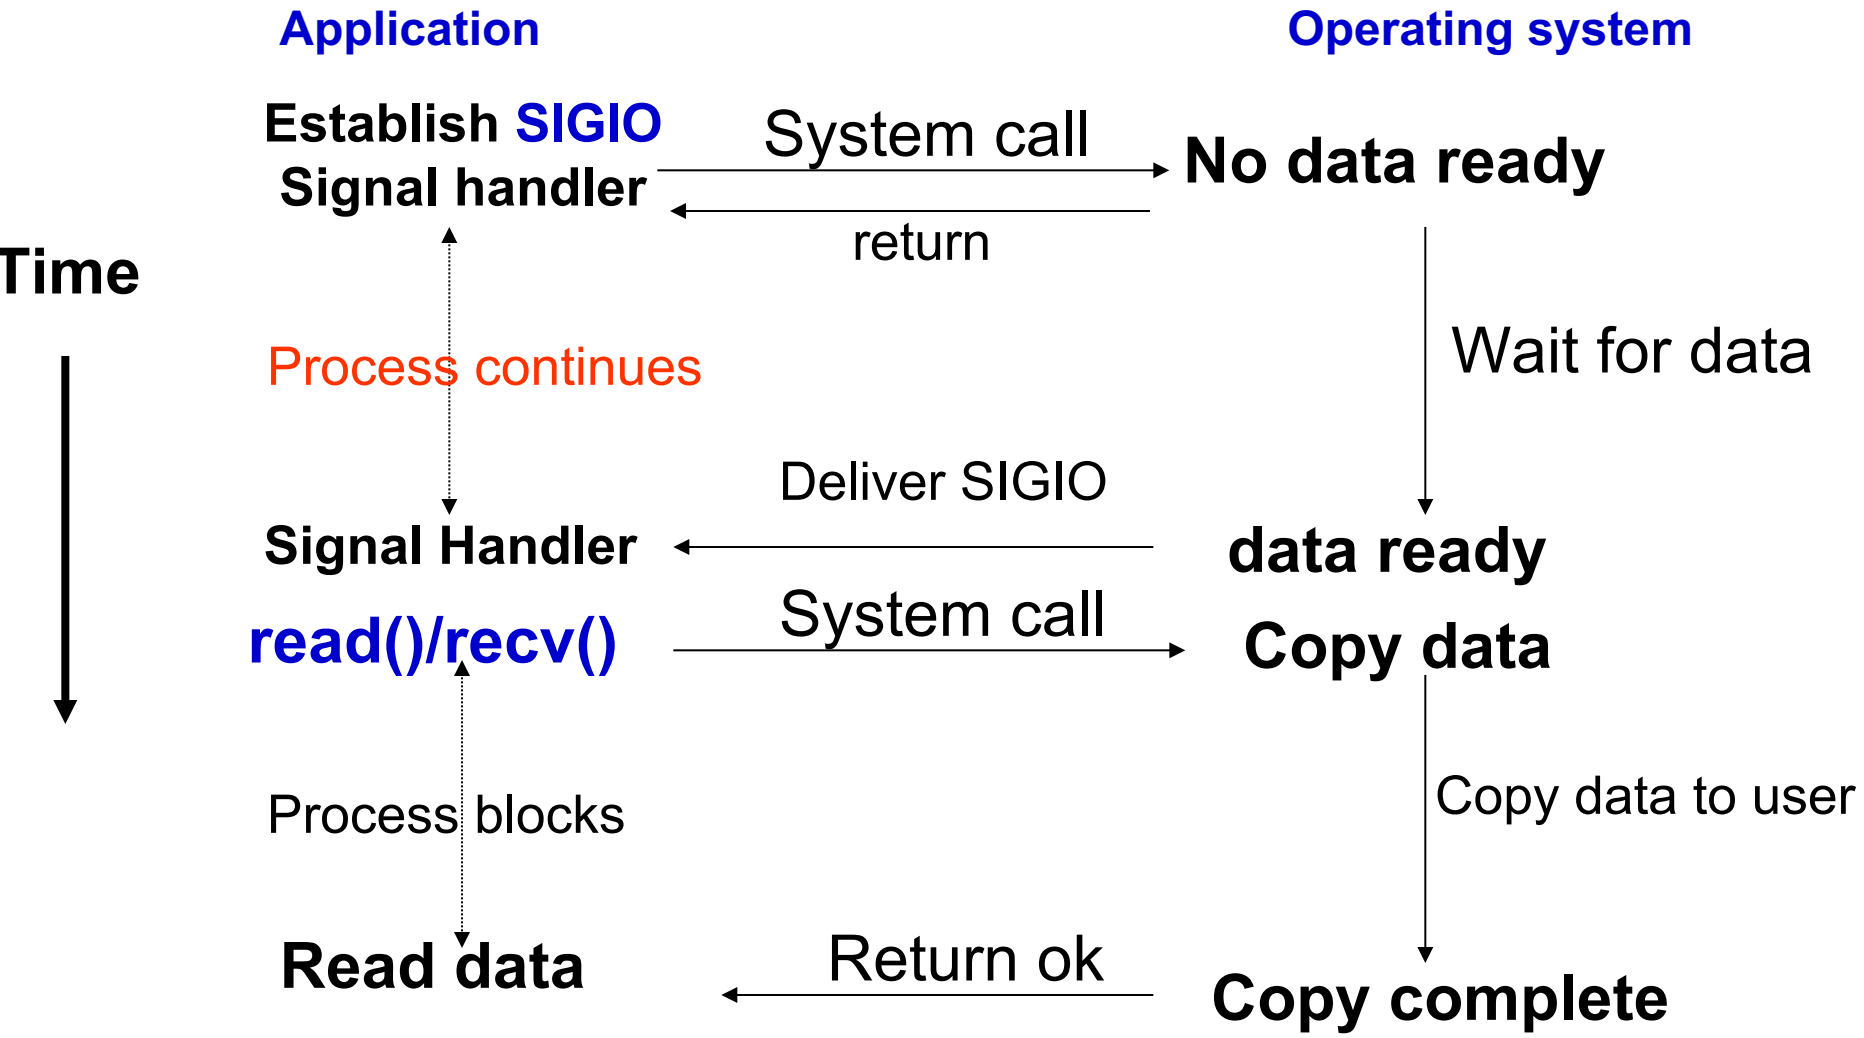 Application
Operating system
Establish SIGIO
Signal handler
System call
No data ready
return
Time
Process continues
Wait for data
Deliver SIGIO
Signal Handler
data ready
read()/recv()
System call
Copy data
Process blocks
Copy data to user
Read data
Return ok
Copy complete